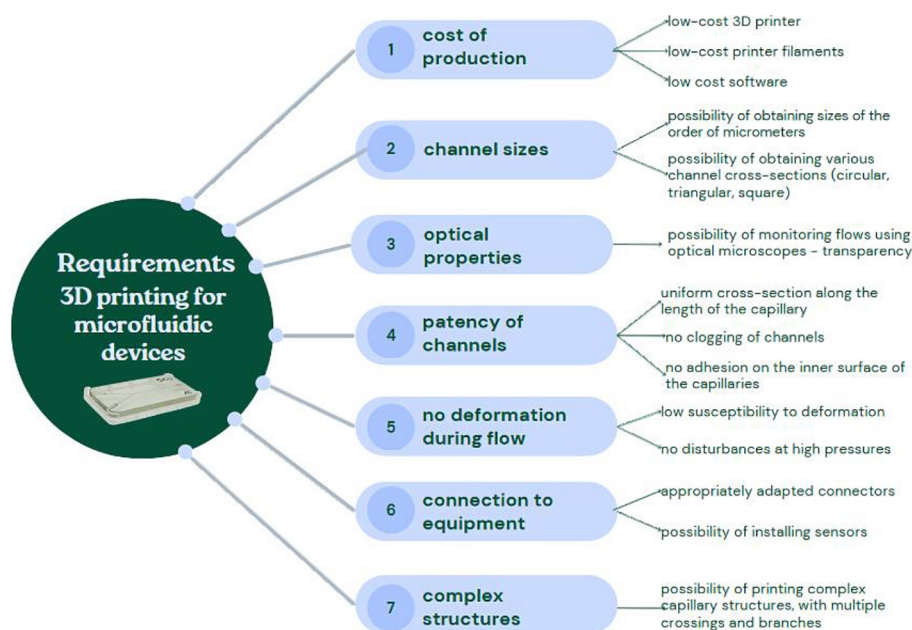 Requirements
3D printing for
microfluidic
devices
1
cost of
production
low-cost 3D printer
low-cost printer filaments
low cost software
2
channel sizes
possibility of obtaining sizes of the
order of micrometers
possibility of obtaining various
channel cross-sections (circular,
triangular, square)
3
optical
properties
possibility of monitoring flows using
optical microscopes – transparency
4
patency of
channels
uniform cross-section along the
length of the capillary
no clogging of channels
no adhesion on the inner surface of
the capillaries
5
no deformation
during flow
low susceptibility to deformation
no disturbances at high pressures
6
connection to
equipment
appropriately adapted connectors
possibility of installing sensors
7
complex
structures
possibility of printing complex
capillary structures, with multiple
crossings and branches